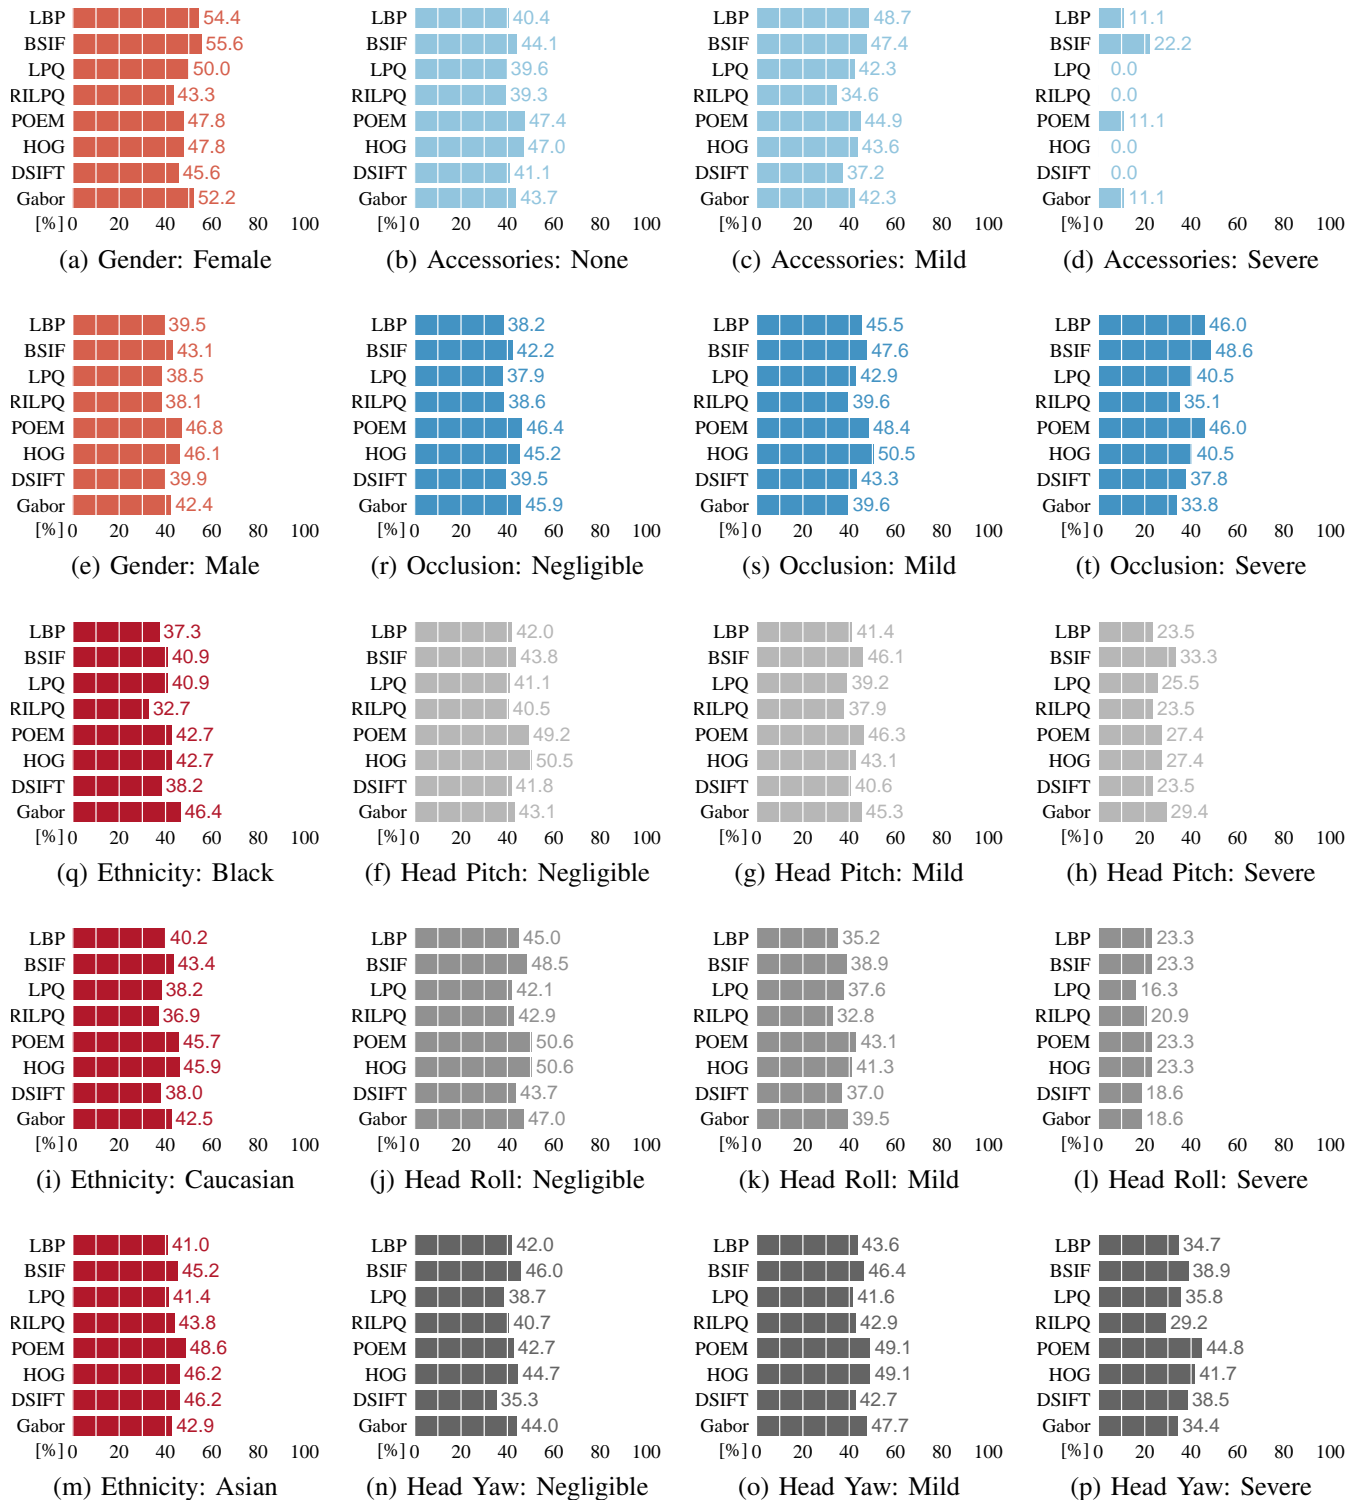 LBP 54.4
BSIF 55.6
LPQ 50.0
RILPQ 43.3
POEM 47.8
HOG 47.8
DSIFT 45.6
Gabor 52.2
[%] 0 20 40 60 80 100
(a) Gender: Female
LBP 40.4
BSIF 44.1
LPQ 39.6
RILPQ 39.3
POEM 47.4
HOG 47.0
DSIFT 41.1
Gabor 43.7
[%] 0 20 40 60 80 100
(b) Accessories: None
LBP 48.7
BSIF 47.4
LPQ 42.3
RILPQ 34.6
POEM 44.9
HOG 43.6
DSIFT 37.2
Gabor 42.3
[%] 0 20 40 60 80 100
(c) Accessories: Mild
LBP 11.1
BSIF 22.2
LPQ 0.0
RILPQ 0.0
POEM 11.1
HOG 0.0
DSIFT 0.0
Gabor 11.1
[%] 0 20 40 60 80 100
(d) Accessories: Severe
LBP 39.5
BSIF 43.1
LPQ 38.5
RILPQ 38.1
POEM 46.8
HOG 46.1
DSIFT 39.9
Gabor 42.4
[%] 0 20 40 60 80 100
(e) Gender: Male
LBP 38.2
BSIF 42.2
LPQ 37.9
RILPQ 38.6
POEM 46.4
HOG 45.2
DSIFT 39.5
Gabor 45.9
[%] 0 20 40 60 80 100
(r) Occlusion: Negligible
LBP 45.5
BSIF 47.6
LPQ 42.9
RILPQ 39.6
POEM 48.4
HOG 50.5
DSIFT 43.3
Gabor 39.6
[%] 0 20 40 60 80 100
(s) Occlusion: Mild
LBP 46.0
BSIF 48.6
LPQ 40.5
RILPQ 35.1
POEM 46.0
HOG 40.5
DSIFT 37.8
Gabor 33.8
[%] 0 20 40 60 80 100
(t) Occlusion: Severe
LBP 37.3
BSIF 40.9
LPQ 40.9
RILPQ 32.7
POEM 42.7
HOG 42.7
DSIFT 38.2
Gabor 46.4
[%] 0 20 40 60 80 100
(q) Ethnicity: Black
LBP 42.0
BSIF 43.8
LPQ 41.1
RILPQ 40.5
POEM 49.2
HOG 50.5
DSIFT 41.8
Gabor 43.1
[%] 0 20 40 60 80 100
(f) Head Pitch: Negligible
LBP 41.4
BSIF 46.1
LPQ 39.2
RILPQ 37.9
POEM 46.3
HOG 43.1
DSIFT 40.6
Gabor 45.3
[%] 0 20 40 60 80 100
(g) Head Pitch: Mild
LBP 23.5
BSIF 33.3
LPQ 25.5
RILPQ 23.5
POEM 27.4
HOG 27.4
DSIFT 23.5
Gabor 29.4
[%] 0 20 40 60 80 100
(h) Head Pitch: Severe
LBP 40.2
BSIF 43.4
LPQ 38.2
RILPQ 36.9
POEM 45.7
HOG 45.9
DSIFT 38.0
Gabor 42.5
[%] 0 20 40 60 80 100
(i) Ethnicity: Caucasian
LBP 45.0
BSIF 48.5
LPQ 42.1
RILPQ 42.9
POEM 50.6
HOG 50.6
DSIFT 43.7
Gabor 47.0
[%] 0 20 40 60 80 100
(j) Head Roll: Negligible
LBP 35.2
BSIF 38.9
LPQ 37.6
RILPQ 32.8
POEM 43.1
HOG 41.3
DSIFT 37.0
Gabor 39.5
[%] 0 20 40 60 80 100
(k) Head Roll: Mild
LBP 23.3
BSIF 23.3
LPQ 16.3
RILPQ 20.9
POEM 23.3
HOG 23.3
DSIFT 18.6
Gabor 18.6
[%] 0 20 40 60 80 100
(l) Head Roll: Severe
LBP 41.0
BSIF 45.2
LPQ 41.4
RILPQ 43.8
POEM 48.6
HOG 46.2
DSIFT 46.2
Gabor 42.9
[%] 0 20 40 60 80 100
(m) Ethnicity: Asian
LBP 42.0
BSIF 46.0
LPQ 38.7
RILPQ 40.7
POEM 42.7
HOG 44.7
DSIFT 35.3
Gabor 44.0
[%] 0 20 40 60 80 100
(n) Head Yaw: Negligible
LBP 43.6
BSIF 46.4
LPQ 41.6
RILPQ 42.9
POEM 49.1
HOG 49.1
DSIFT 42.7
Gabor 47.7
[%] 0 20 40 60 80 100
(o) Head Yaw: Mild
LBP 34.7
BSIF 38.9
LPQ 35.8
RILPQ 29.2
POEM 44.8
HOG 41.7
DSIFT 38.5
Gabor 34.4
[%] 0 20 40 60 80 100
(p) Head Yaw: Severe